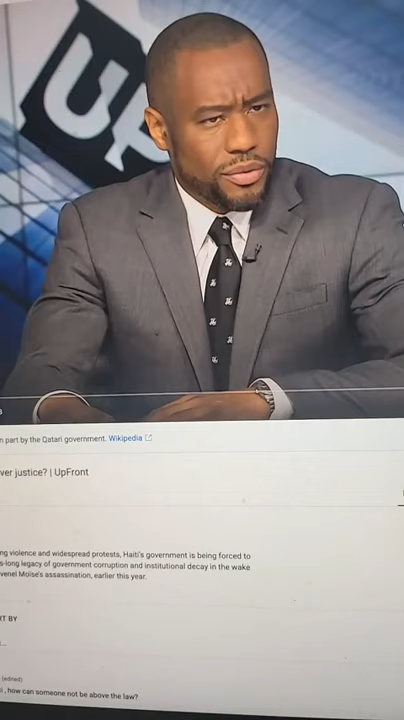 UP
n part by the Qatari government. Wikipedia
ver justice? | UpFront
ng violence and widespread protests, Haiti's government is being forced to
s-long legacy of government corruption and institutional decay in the wake
venel Moïse's assassination, earlier this year.
RT BY
(edited)
, how can someone not be above the law?